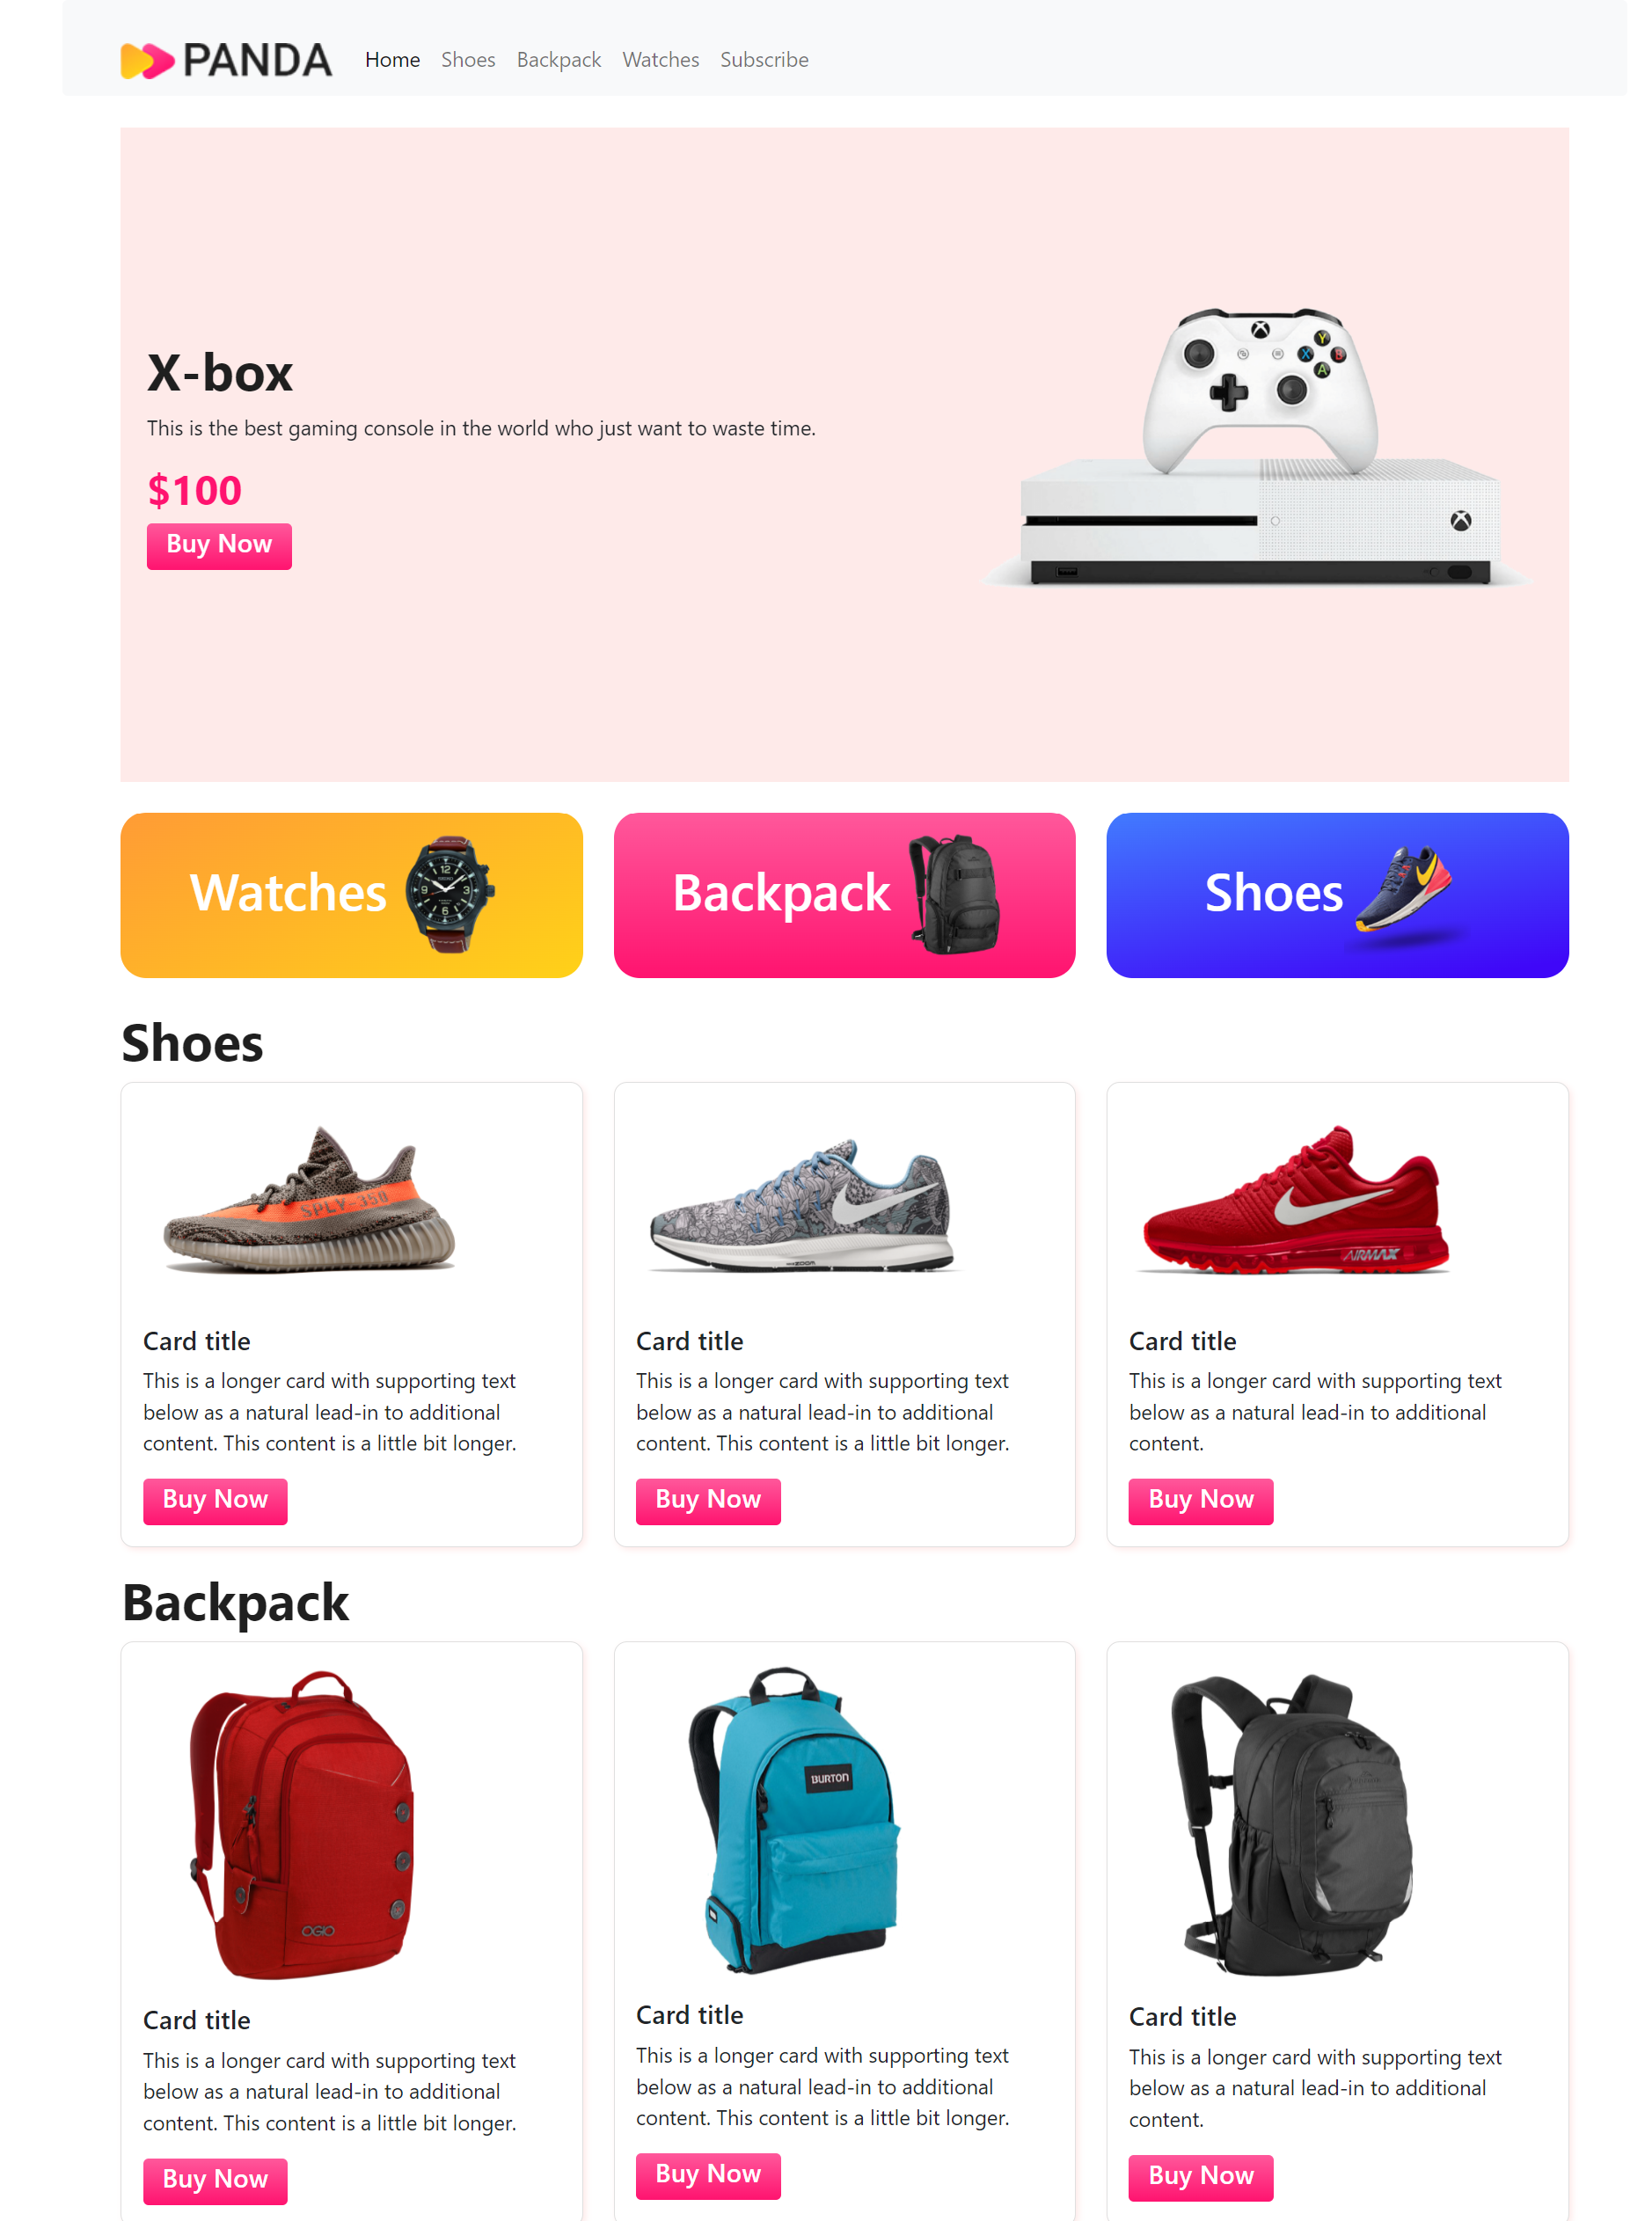 PANDA Home Shoes Backpack Watches Subscribe
X-box
This is the best gaming console in the world who just want to waste time.
$100
Buy Now
Y
X B
A
Watches Backpack Shoes
Shoes
SPLY-350
ZOOM
AIRMAX
Card title Card title Card title
This is a longer card with supporting text
below as a natural lead-in to additional
content. This content is a little bit longer.
This is a longer card with supporting text
below as a natural lead-in to additional
content. This content is a little bit longer.
This is a longer card with supporting text
below as a natural lead-in to additional
content.
Buy Now Buy Now Buy Now
Backpack
OGIO
BURTON
Card title
This is a longer card with supporting text
below as a natural lead-in to additional
content. This content is a little bit longer.
Buy Now
Card title
This is a longer card with supporting text
below as a natural lead-in to additional
content. This content is a little bit longer.
Buy Now
Card title
This is a longer card with supporting text
below as a natural lead-in to additional
content.
Buy Now